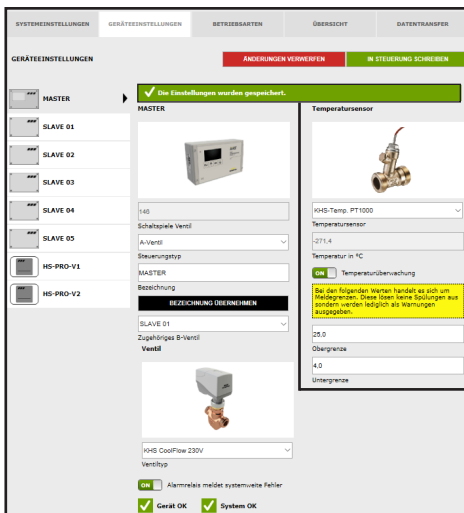 SYSTEMEINSTELLUNGEN
GERÄTEEINSTELLUNGEN
BETRIEBSARTEN
ÜBERSICHT
DATENTRANSFER
GERÄTEEINSTELLUNGEN
ÄNDERUNGEN VERWERFEN
IN STEUERUNG SCHREIBEN
MASTER
SLAVE 01
SLAVE 02
SLAVE 03
SLAVE 04
SLAVE 05
HS-PRO-V1
HS-PRO-V2
Die Einstellungen wurden gespeichert.
MASTER
146
Schaltspiele Ventil
A-Ventil
Steuerungstyp
MASTER
Bezeichnung
BEZEICHNUNG ÜBERNEHMEN
SLAVE 01
Zugehöriges B-Ventil
Ventil
KHS CoolFlow 230V
Ventiltyp
ON Alarmrelais meldet systemweite Fehler
Gerät OK
System OK
Temperatursensor
KHS-Temp. PT1000
Temperatursensor
-271,4
Temperatur in °C
ON Temperaturüberwachung
Bei den folgenden Werten handelt es sich um
Meldegrenzen. Diese lösen keine Spülungen aus
sondern werden lediglich als Warnungen
ausgegeben.
25,0
Obergrenze
4,0
Untergrenze